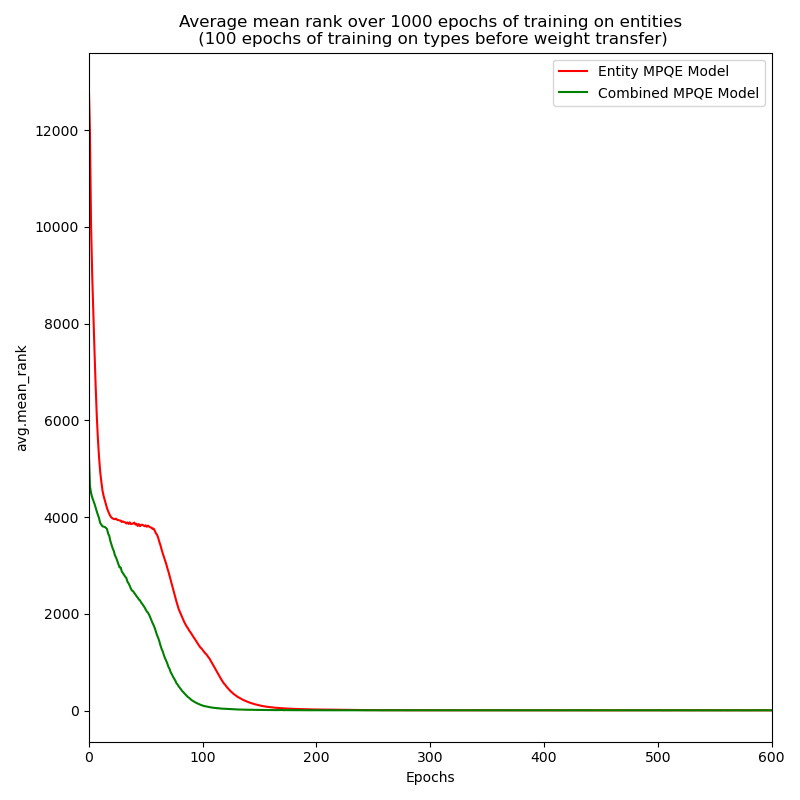 Average mean rank over 1000 epochs of training on entities
(100 epochs of training on types before weight transfer)
Entity MPQE Model
Combined MPQE Model
12000
10000
8000
6000
4000
2000
0
avg.mean_rank
0 100 200 300 400 500 600
Epochs